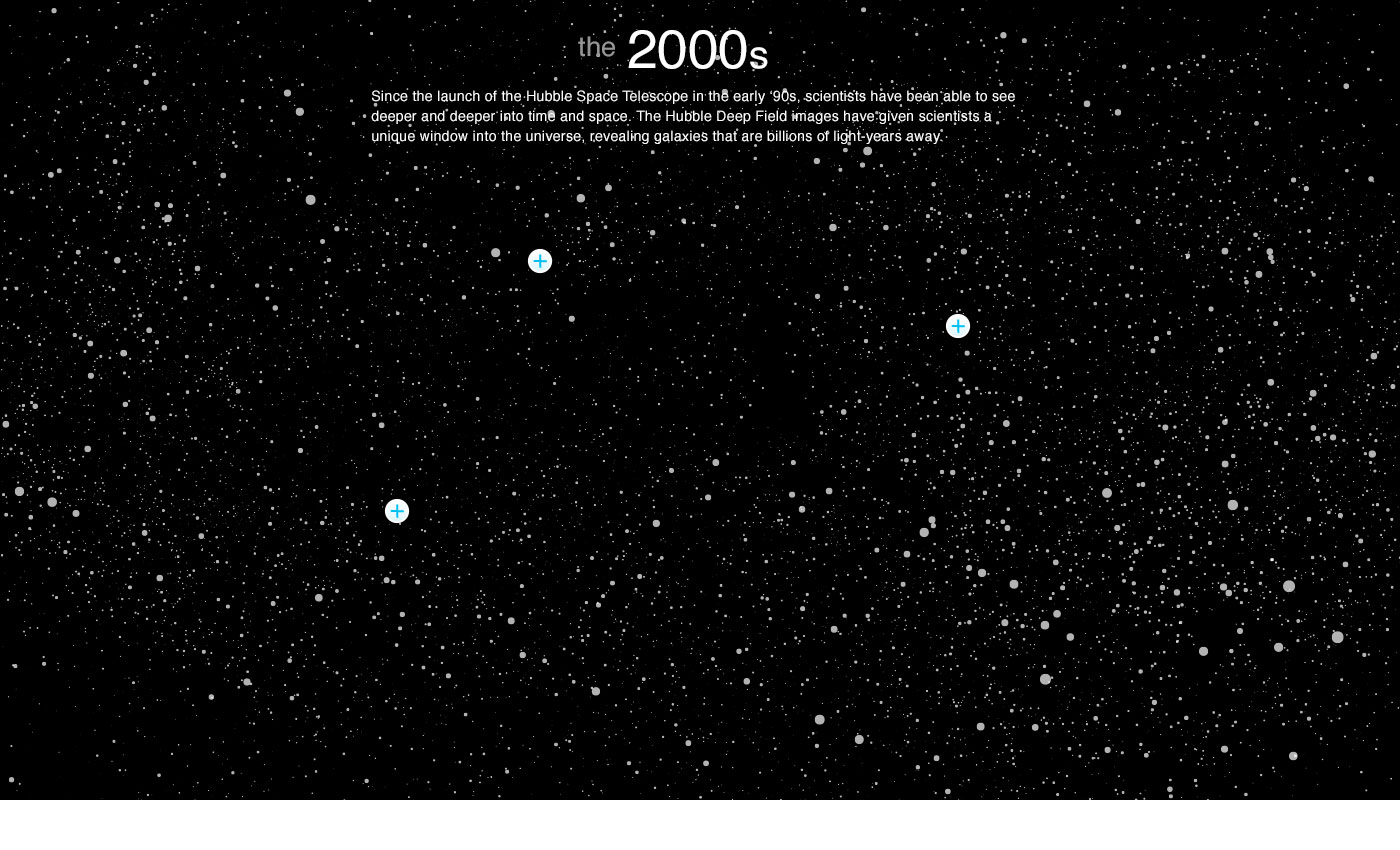 the 2000s
Since the launch of the Hubble Space Telescope in the early '90s, scientists have been able to see
deeper and deeper into time and space. The Hubble Deep Field images have given scientists a
unique window into the universe, revealing galaxies that are billions of light-years away.